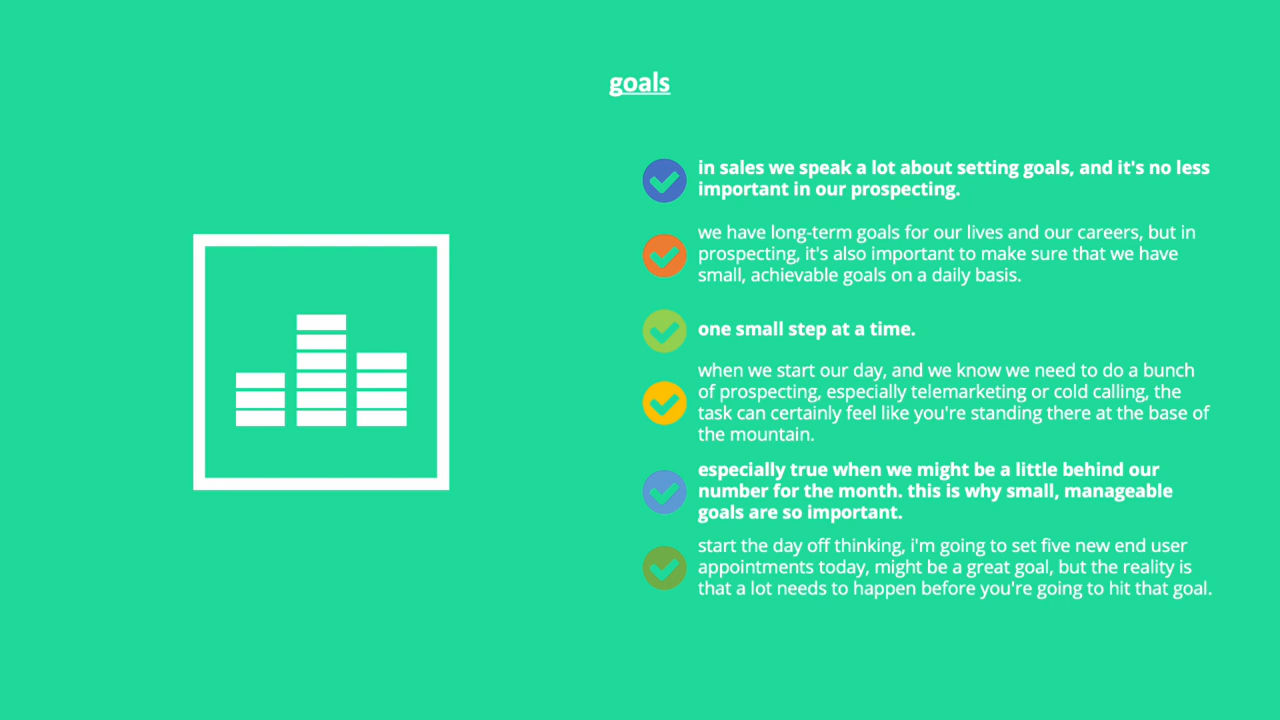 goals
in sales we speak a lot about setting goals, and it's no less
important in our prospecting.
we have long-term goals for our lives and our careers, but in
prospecting, it's also important to make sure that we have
small, achievable goals on a daily basis.
one small step at a time.
when we start our day, and we know we need to do a bunch
of prospecting, especially telemarketing or cold calling, the
task can certainly feel like you're standing there at the base of
the mountain.
especially true when we might be a little behind our
number for the month. this is why small, manageable
goals are so important.
start the day off thinking, i'm going to set five new end user
appointments today, might be a great goal, but the reality is
that a lot needs to happen before you're going to hit that goal.